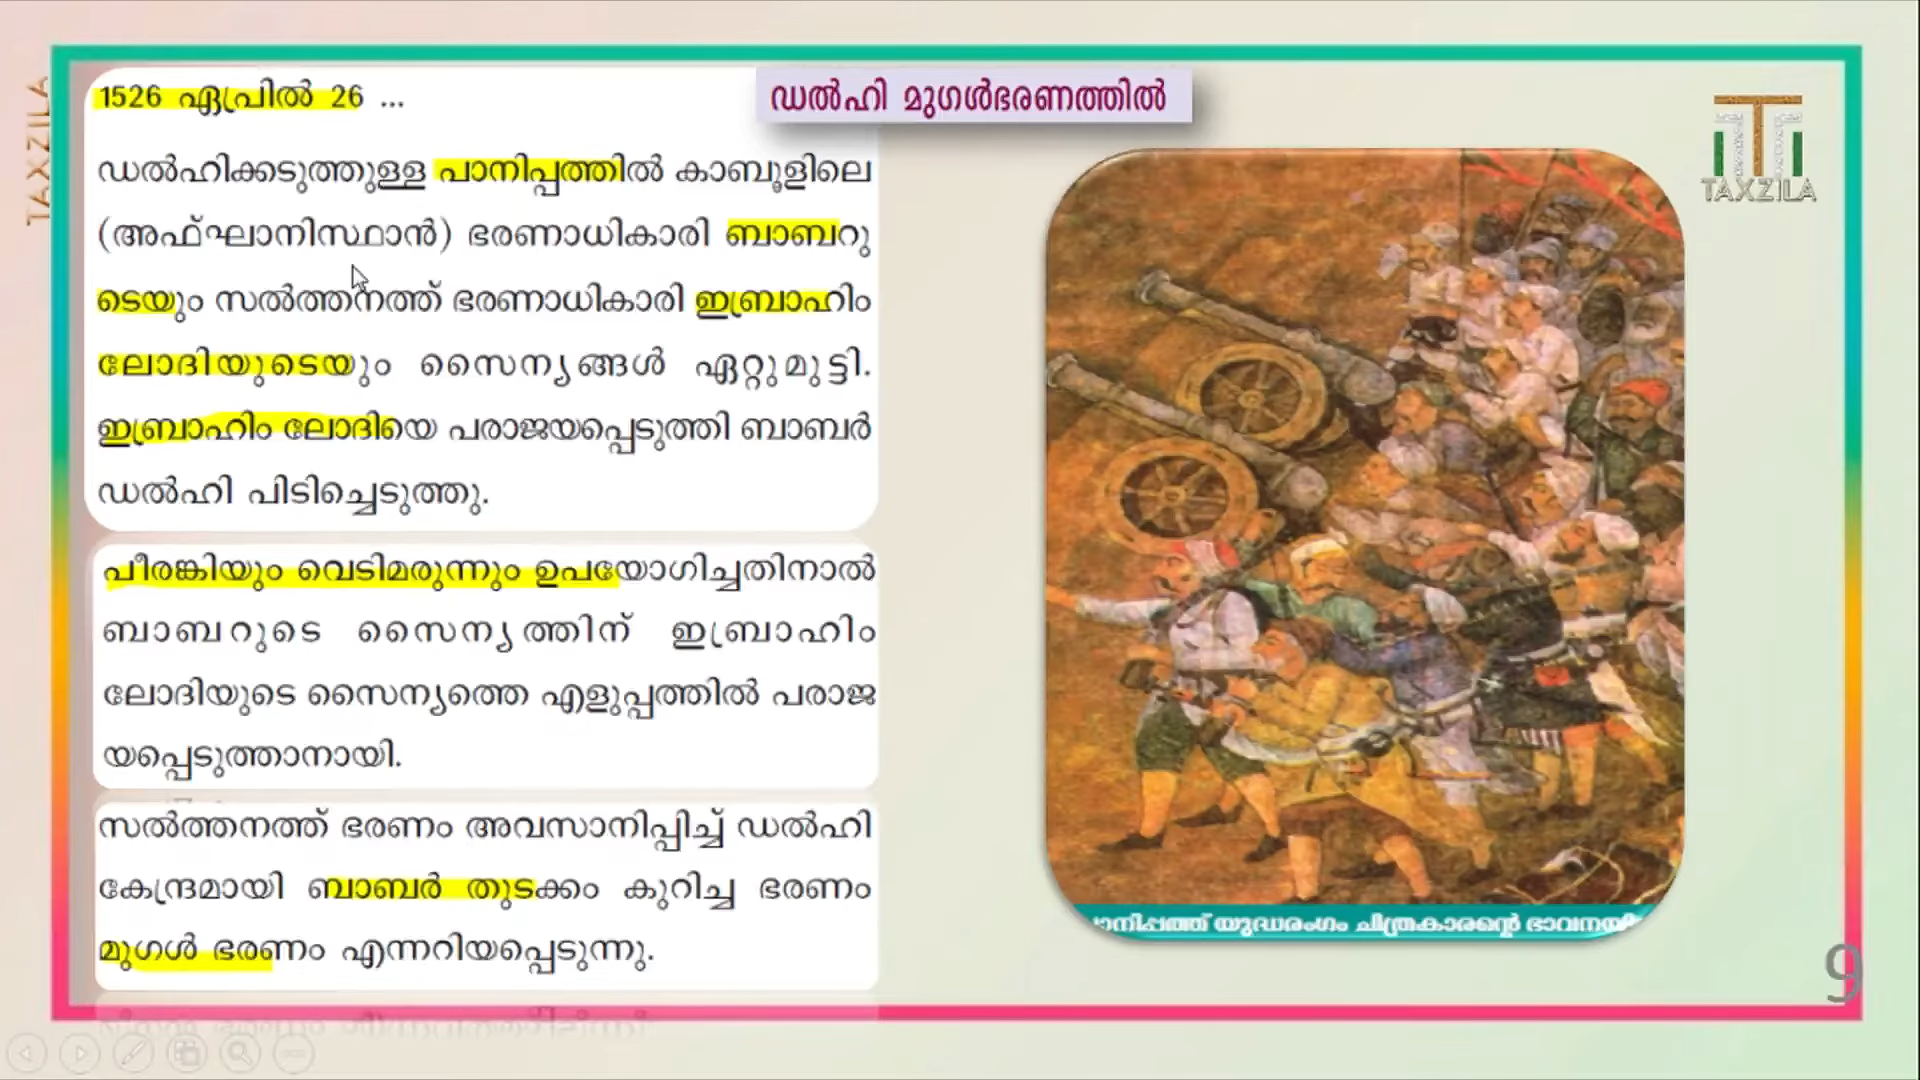 ഡൽഹി മുഗൾഭരണത്തിൽ
1526 ഏപ്രിൽ 26 ...
ഡൽഹിക്കടുത്തുള്ള പാനിപ്പത്തിൽ കാബൂളിലെ
(അഫ്ഘാനിസ്ഥാൻ) ഭരണാധികാരി ബാബറു
ടെയും സൽത്തനത്ത് ഭരണാധികാരി ഇബ്രാഹിം
ലോദിയുടെയും സൈന്യങ്ങൾ ഏറ്റുമുട്ടി.
ഇബ്രാഹിം ലോദിയെ പരാജയപ്പെടുത്തി ബാബർ
ഡൽഹി പിടിച്ചെടുത്തു.
പീരങ്കിയും വെടിമരുന്നും ഉപയോഗിച്ചതിനാൽ
ബാബറുടെ സൈന്യത്തിന് ഇബ്രാഹിം
ലോദിയുടെ സൈന്യത്തെ എളുപ്പത്തിൽ പരാജ
യപ്പെടുത്താനായി.
സൽത്തനത്ത് ഭരണം അവസാനിപ്പിച്ച് ഡൽഹി
കേന്ദ്രമായി ബാബർ തുടക്കം കുറിച്ച ഭരണം
മുഗൾ ഭരണം എന്നറിയപ്പെടുന്നു.
യുദ്ധരംഗം ചിത്രകാരന്റെ
TAXZILA
TAXZILA
9